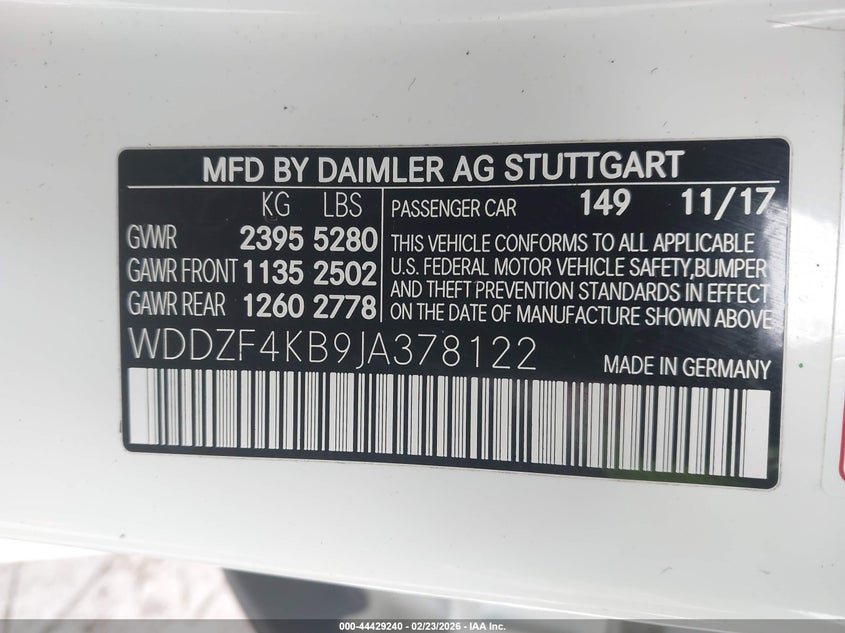 MFD BY DAIMLER AG STUTTGART
KG LBS
GVWR 2395 5280
GAWR FRONT 1135 2502
GAWR REAR 1260 2778
PASSENGER CAR 149 11/17
THIS VEHICLE CONFORMS TO ALL APPLICABLE
U.S. FEDERAL MOTOR VEHICLE SAFETY,BUMPER
AND THEFT PREVENTION STANDARDS IN EFFECT
ON THE DATE OF MANUFACTURE SHOWN ABOVE
WDDZF4KB9JA378122
MADE IN GERMANY
000-44429240 - 02/23/2026 - IAA Inc.